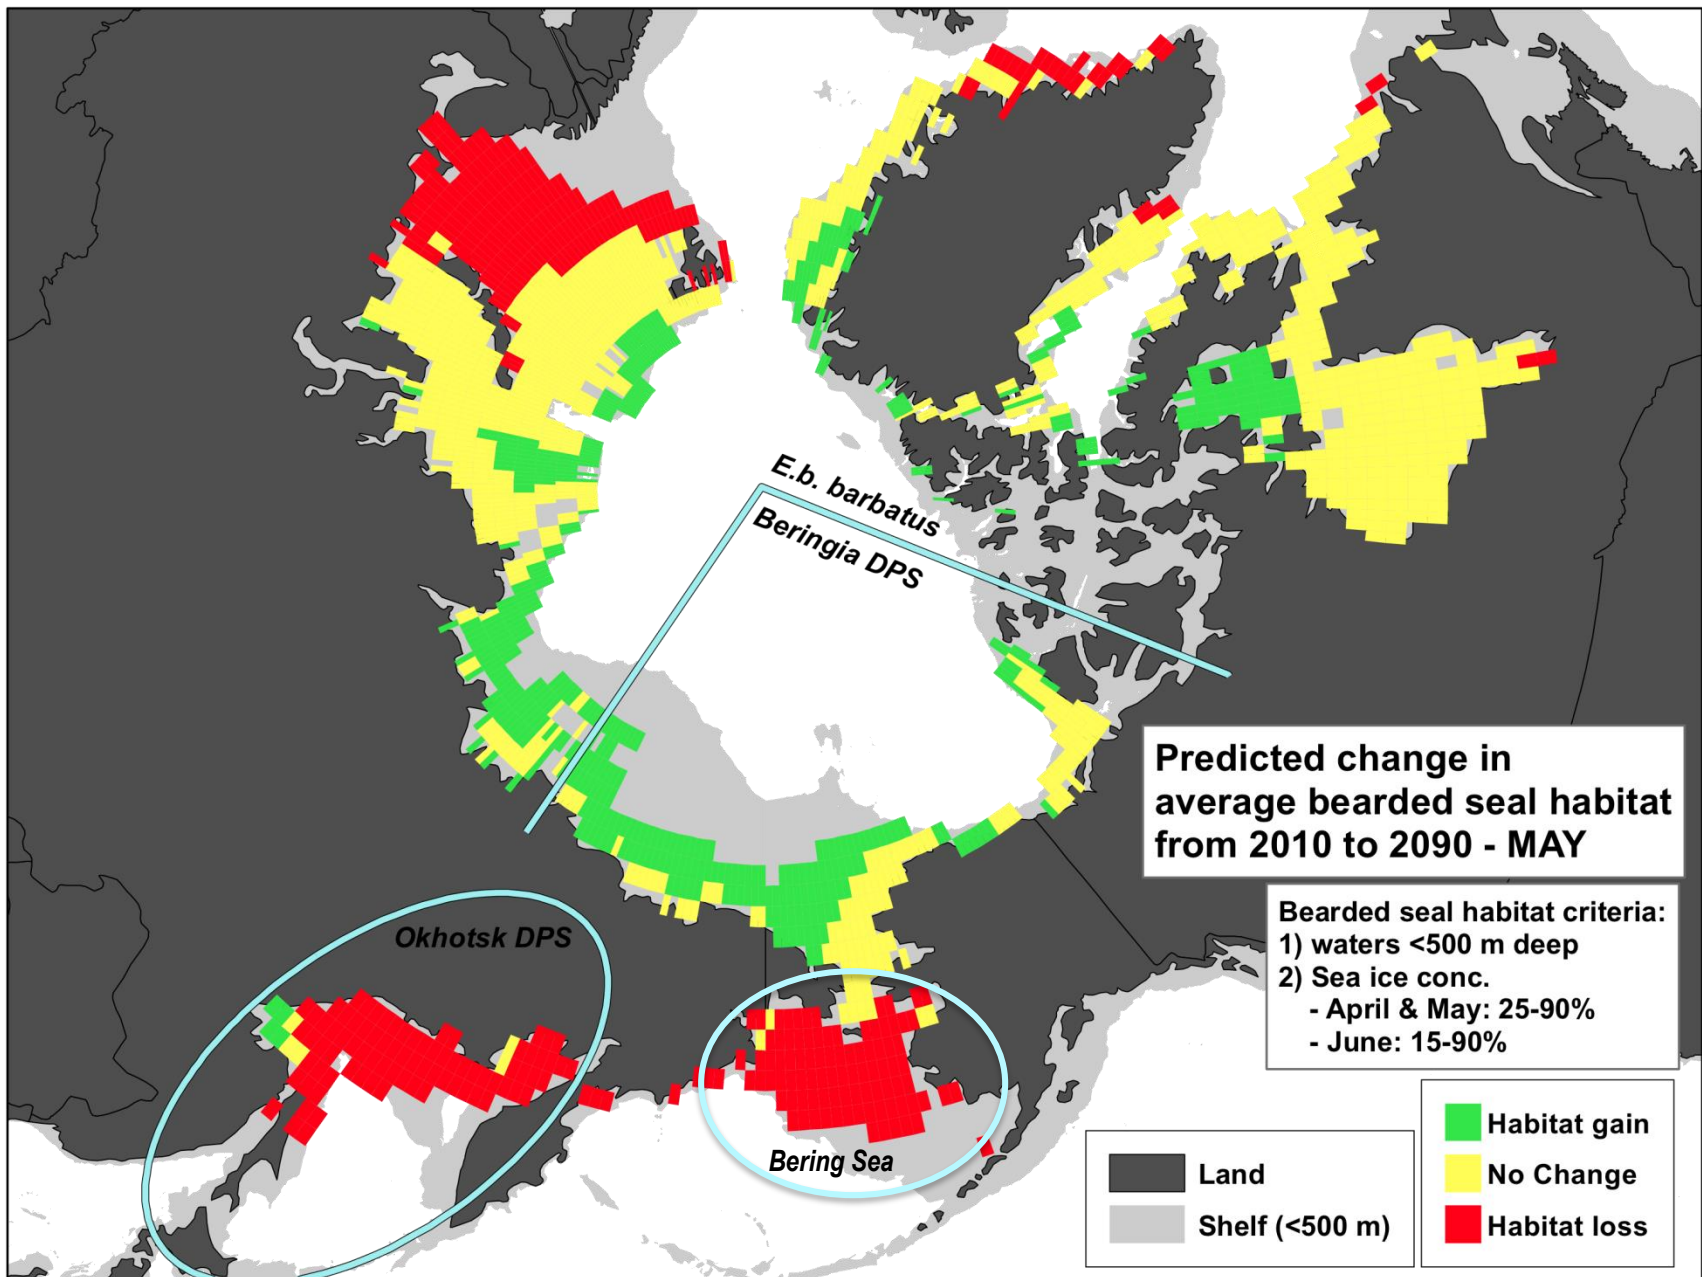 E.b. barbatus
Beringia DPS
Predicted change in
average bearded seal habitat
from 2010 to 2090 - MAY
Bearded seal habitat criteria:
1) waters <500 m deep
2) Sea ice conc.
- April & May: 25-90%
- June: 15-90%
Okhotsk DPS
Bering Sea
Land
Shelf (<500 m)
Habitat gain
No Change
Habitat loss